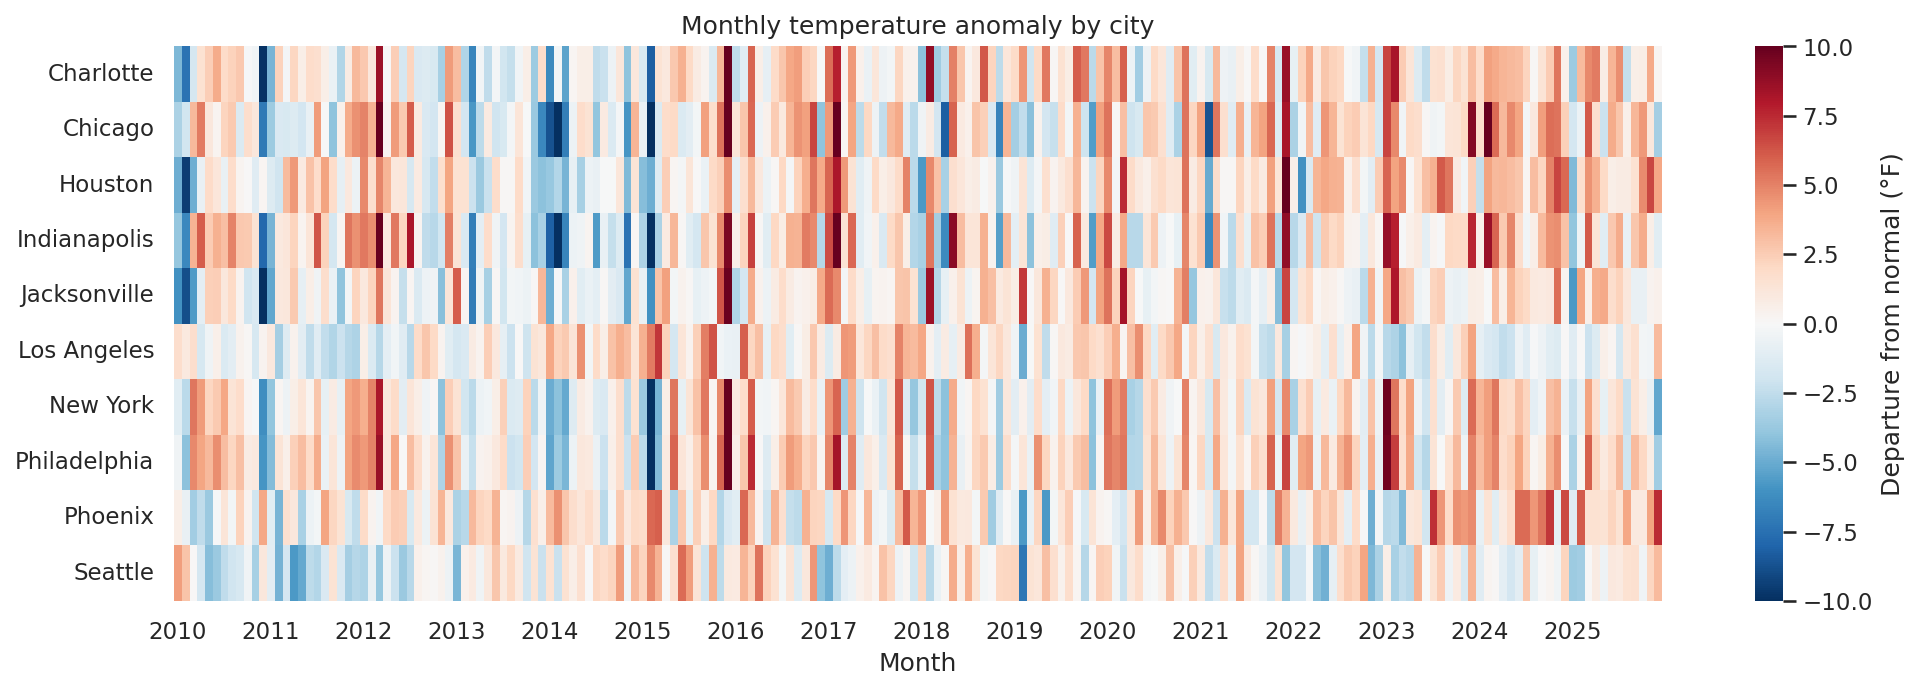 Monthly temperature anomaly by city
Charlotte
Chicago
Houston
Indianapolis
Jacksonville
Los Angeles
New York
Philadelphia
Phoenix
Seattle
2010 2011 2012 2013 2014 2015 2016 2017 2018 2019 2020 2021 2022 2023 2024 2025
Month
10.0
7.5
5.0
2.5
0.0
−2.5
−5.0
−7.5
−10.0
Departure from normal (°F)